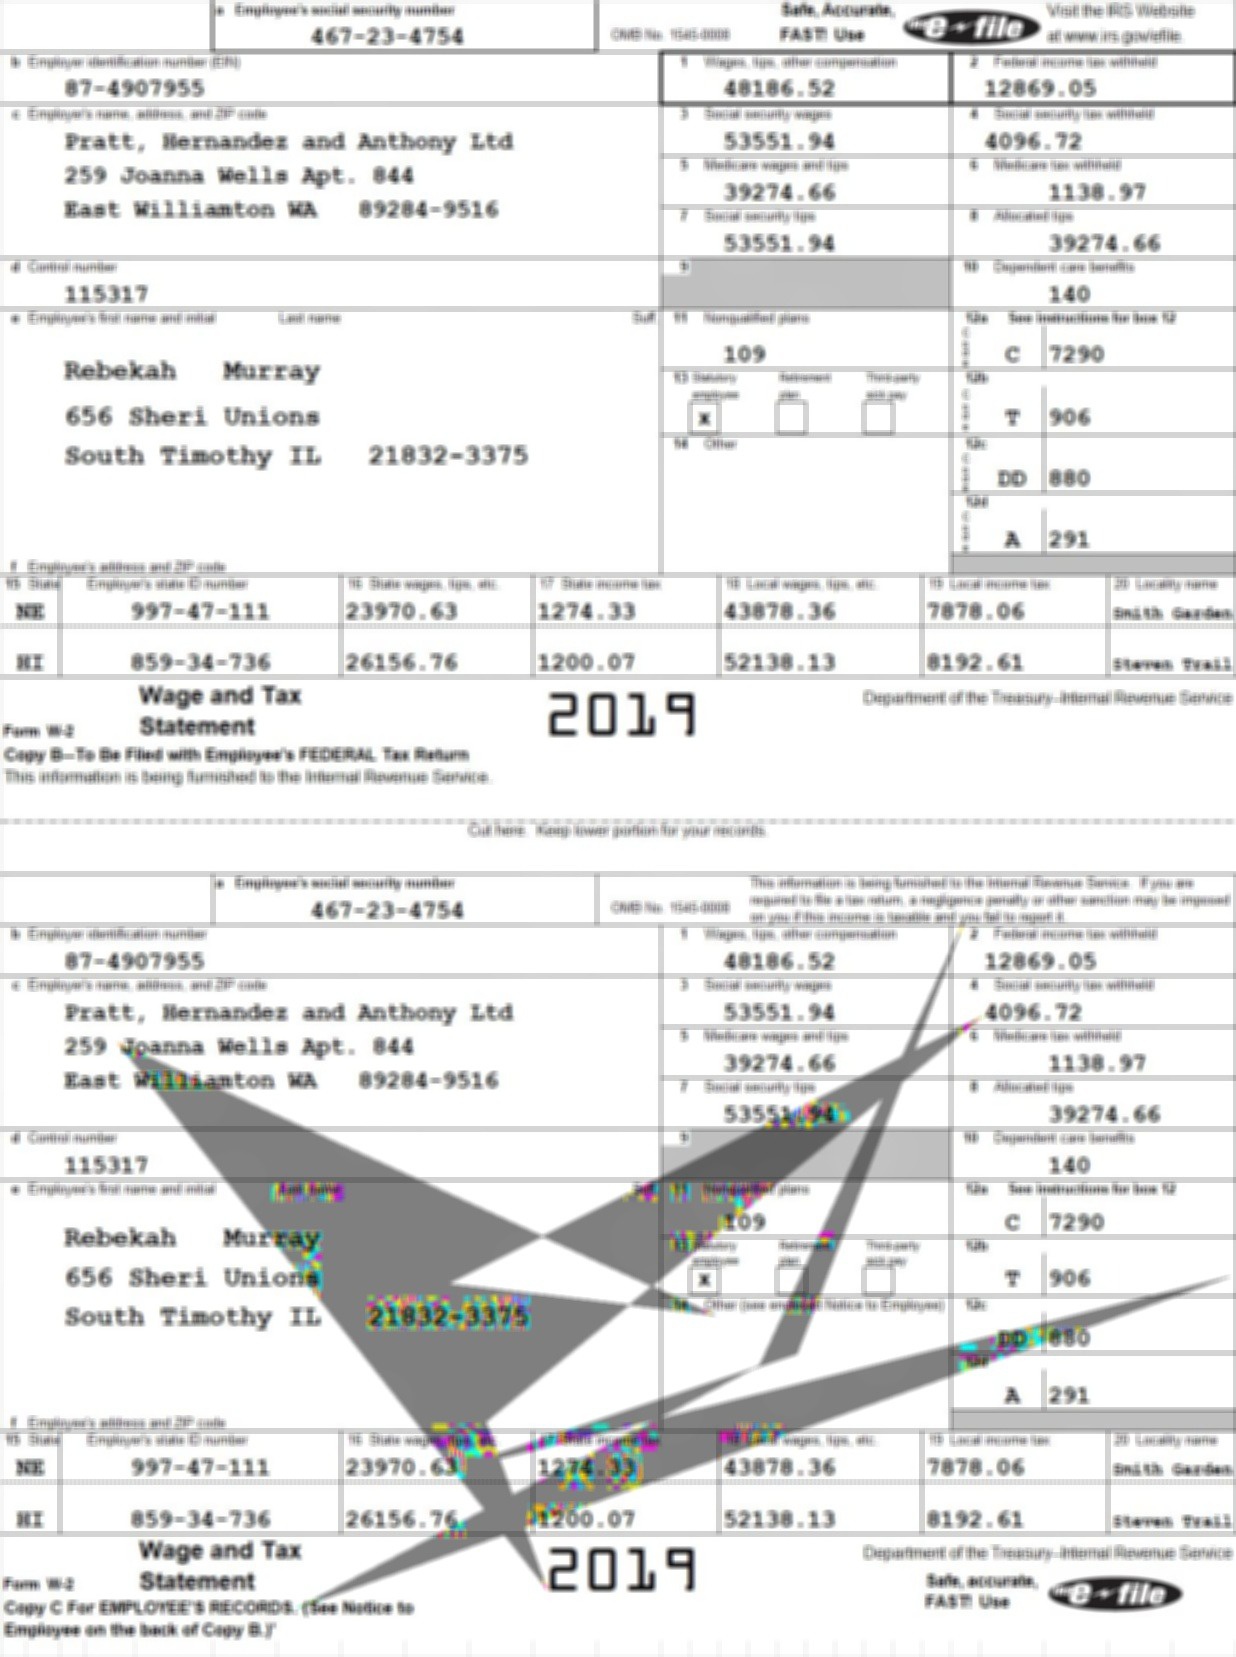 a Employee's social security number
467-23-4754
OMB No. 1545-0008
Safe, Accurate,
FAST! Use
e file
Visit the IRS Website
at www.irs.gov/efile.
b Employer identification number (EIN)
87-4907955
1 Wages, tips, other compensation
48186.52
2 Federal income tax withheld
12869.05
c Employer's name, address, and ZIP code
Pratt, Hernandez and Anthony Ltd
259 Joanna Wells Apt. 844
East Williamton WA 89284-9516
3 Social security wages
53551.94
4 Social security tax withheld
4096.72
5 Medicare wages and tips
39274.66
6 Medicare tax withheld
1138.97
7 Social security tips
53551.94
8 Allocated tips
39274.66
d Control number
115317
9
10 Dependent care benefits
140
e Employee's first name and initial Last name Suff.
Rebekah Murray
656 Sheri Unions
South Timothy IL 21832-3375
11 Nonqualified plans
109
12a See instructions for box 12
C 7290
13 Statutory employee Retirement plan Third-party sick pay
x
12b
T 906
14 Other
12c
DD 880
12d
A 291
f Employee's address and ZIP code
15 State Employer's state ID number 16 State wages, tips, etc. 17 State income tax 18 Local wages, tips, etc. 19 Local income tax 20 Locality name
NE 997-47-111 23970.63 1274.33 43878.36 7878.06 Smith Garden
HI 859-34-736 26156.76 1200.07 52138.13 8192.61 Steven Trail
Form W-2
Wage and Tax
Statement
2019
Department of the Treasury-Internal Revenue Service
Copy B-To Be Filed with Employee's FEDERAL Tax Return
This information is being furnished to the Internal Revenue Service.
Cut here. Keep lower portion for your records.
a Employee's social security number
467-23-4754
OMB No. 1545-0008
This information is being furnished to the Internal Revenue Service. If you are
required to file a tax return, a negligence penalty or other sanction may be imposed
on you if this income is taxable and you fail to report it.
b Employer identification number
87-4907955
1 Wages, tips, other compensation
48186.52
2 Federal income tax withheld
12869.05
c Employer's name, address, and ZIP code
Pratt, Hernandez and Anthony Ltd
259 Joanna Wells Apt. 844
East Williamton WA 89284-9516
3 Social security wages
53551.94
4 Social security tax withheld
4096.72
5 Medicare wages and tips
39274.66
6 Medicare tax withheld
1138.97
7 Social security tips
53551.94
8 Allocated tips
39274.66
d Control number
115317
9
10 Dependent care benefits
140
e Employee's first name and initial Last name
Rebekah Murray
656 Sheri Unions
South Timothy IL 21832-3375
11 Nonqualified plans
109
12a See instructions for box 12
C 7290
Statutory employee Retirement plan Third-party sick pay
x
12b
T 906
14 Other (see enclosed Notice to Employee)
12c
DD 880
A 291
f Employee's address and ZIP code
15 State Employer's state ID number 16 State wages, tips, etc. 17 State income tax 18 Local wages, tips, etc. 19 Local income tax 20 Locality name
NE 997-47-111 23970.63 1274.33 43878.36 7878.06 Smith Garden
HI 859-34-736 26156.76 1200.07 52138.13 8192.61 Steven Trail
Form W-2
Wage and Tax
Statement
2019
Department of the Treasury-Internal Revenue Service
Copy C For EMPLOYEE'S RECORDS. (See Notice to
Employee on the back of Copy B.)"
Safe, accurate,
FAST! Use
e file